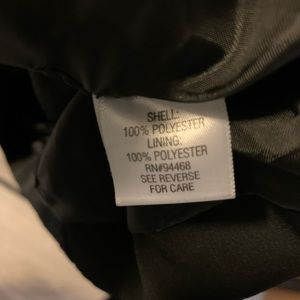 SHELL:
100% POLYESTER
LINING:
100% POLYESTER
RN#94468
SEE REVERSE
FOR CARE